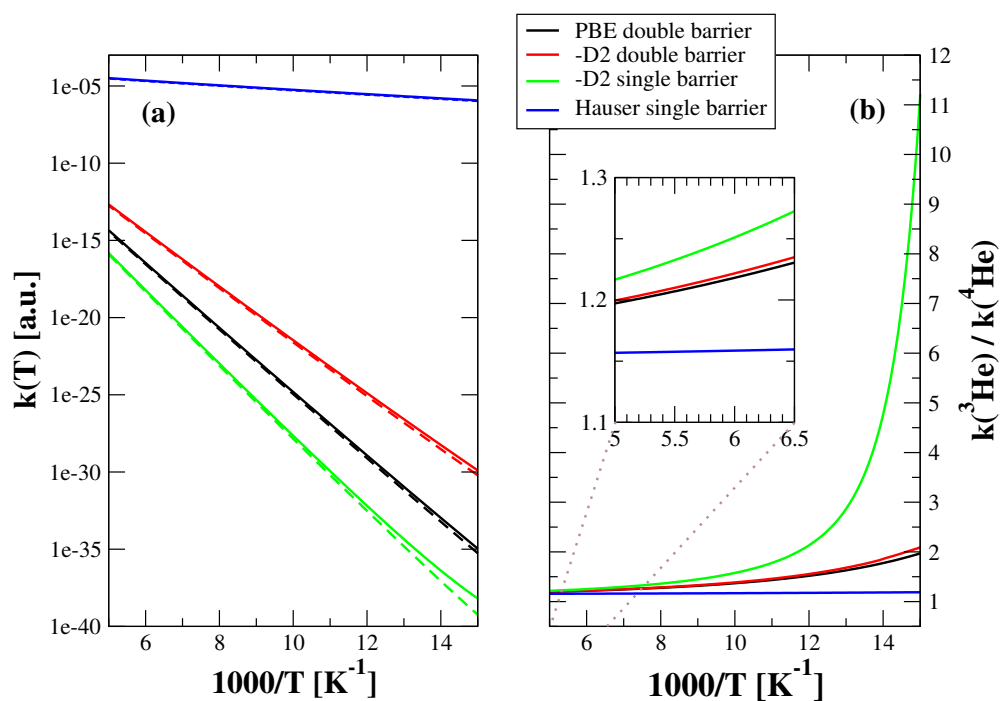 PBE double barrier
-D2 double barrier
-D2 single barrier
Hauser single barrier
(a)
1e-05
1e-10
1e-15
1e-20
1e-25
1e-30
1e-35
1e-40
k(T) [a.u.]
6 8 10 12 14
1000/T [K⁻¹]
(b)
1.3
1.2
1.1
5 5.5 6 6.5
12
11
10
9
8
7
6
5
4
3
2
1
k(³He) / k(⁴He)
6 8 10 12 14
1000/T [K⁻¹]